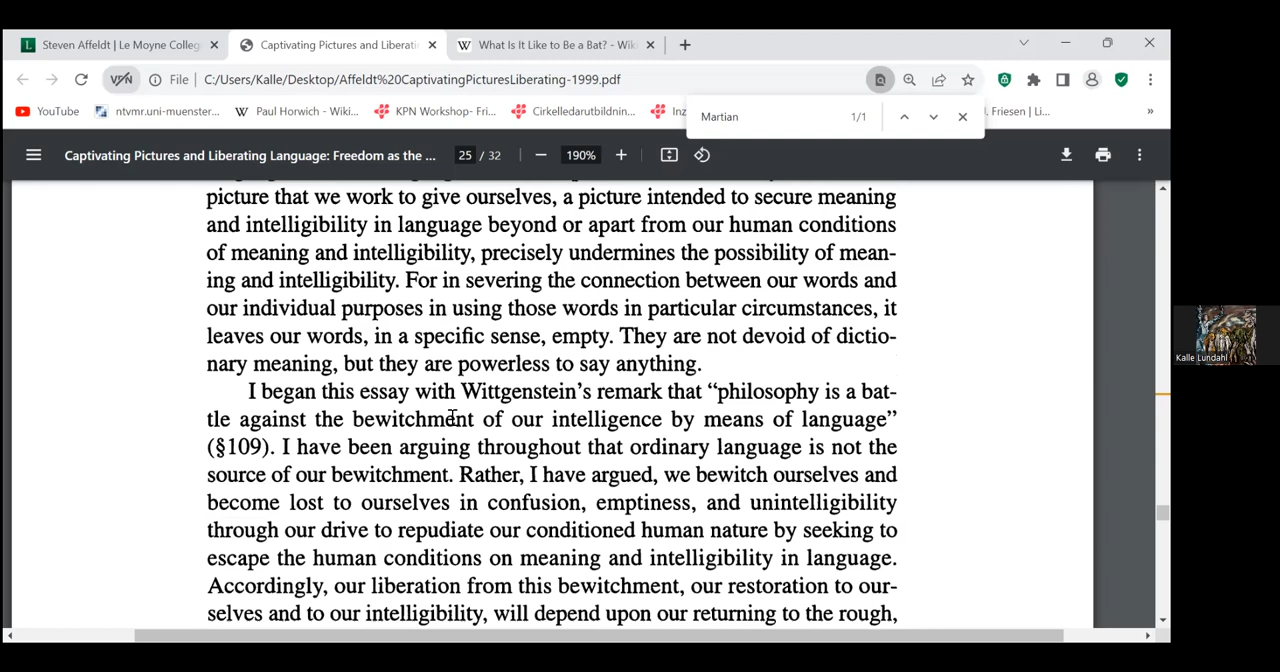 Steven Affeldt | Le Moyne Colleg
Captivating Pictures and Liberati
What Is It Like to Be a Bat? - Wiki
VPN
File
C:/Users/Kalle/Desktop/Affeldt%20CaptivatingPicturesLiberating-1999.pdf
YouTube
ntvmr.uni-muenster...
Paul Horwich - Wiki...
KPN Workshop- Fri...
Cirkelledarutbildnin...
Inz
Martian
1/1
J. Friesen | Li...
»
Captivating Pictures and Liberating Language: Freedom as the ...
25 / 32
190%
picture that we work to give ourselves, a picture intended to secure meaning
and intelligibility in language beyond or apart from our human conditions
of meaning and intelligibility, precisely undermines the possibility of mean-
ing and intelligibility. For in severing the connection between our words and
our individual purposes in using those words in particular circumstances, it
leaves our words, in a specific sense, empty. They are not devoid of dictio-
nary meaning, but they are powerless to say anything.
I began this essay with Wittgenstein's remark that “philosophy is a bat-
tle against the bewitchment of our intelligence by means of language”
(§109). I have been arguing throughout that ordinary language is not the
source of our bewitchment. Rather, I have argued, we bewitch ourselves and
become lost to ourselves in confusion, emptiness, and unintelligibility
through our drive to repudiate our conditioned human nature by seeking to
escape the human conditions on meaning and intelligibility in language.
Accordingly, our liberation from this bewitchment, our restoration to our-
selves and to our intelligibility, will depend upon our returning to the rough,
Kalle Lundahl